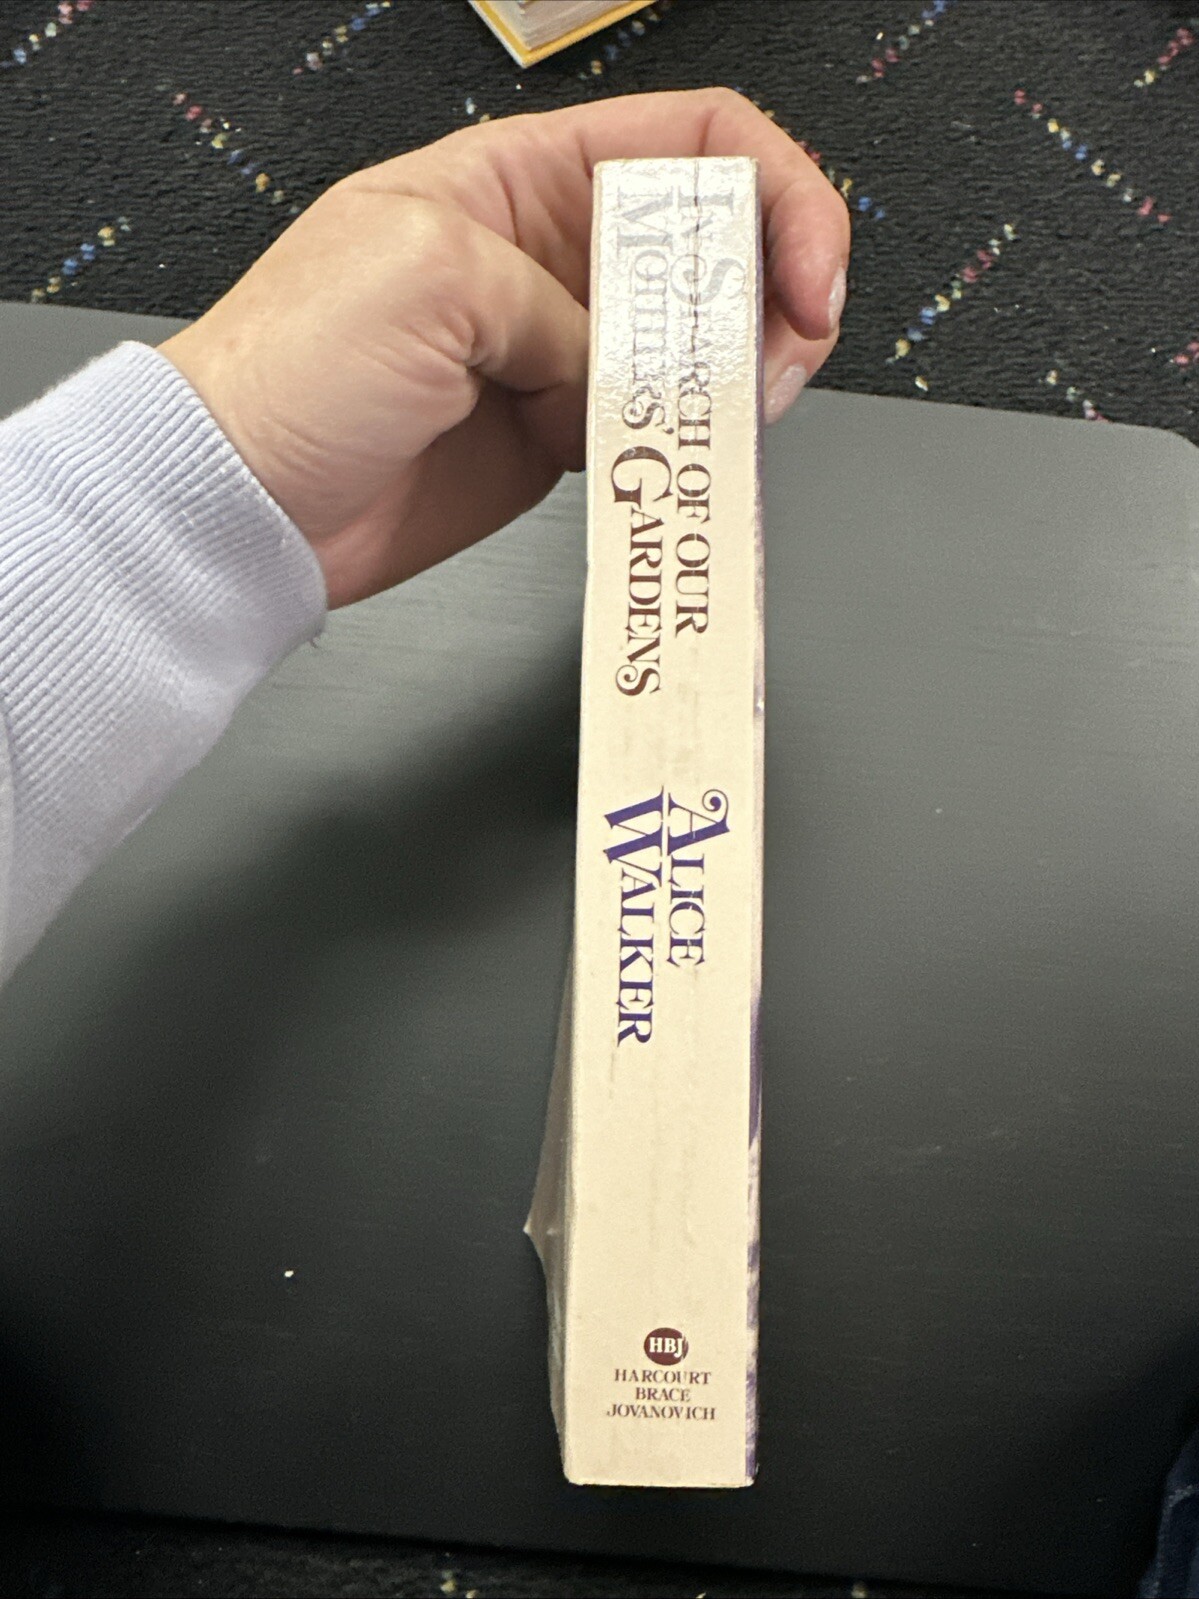 IN SEARCH OF OUR
MOTHERS' GARDENS
ALICE
WALKER
HBJ
HARCOURT
BRACE
JOVANOVICH